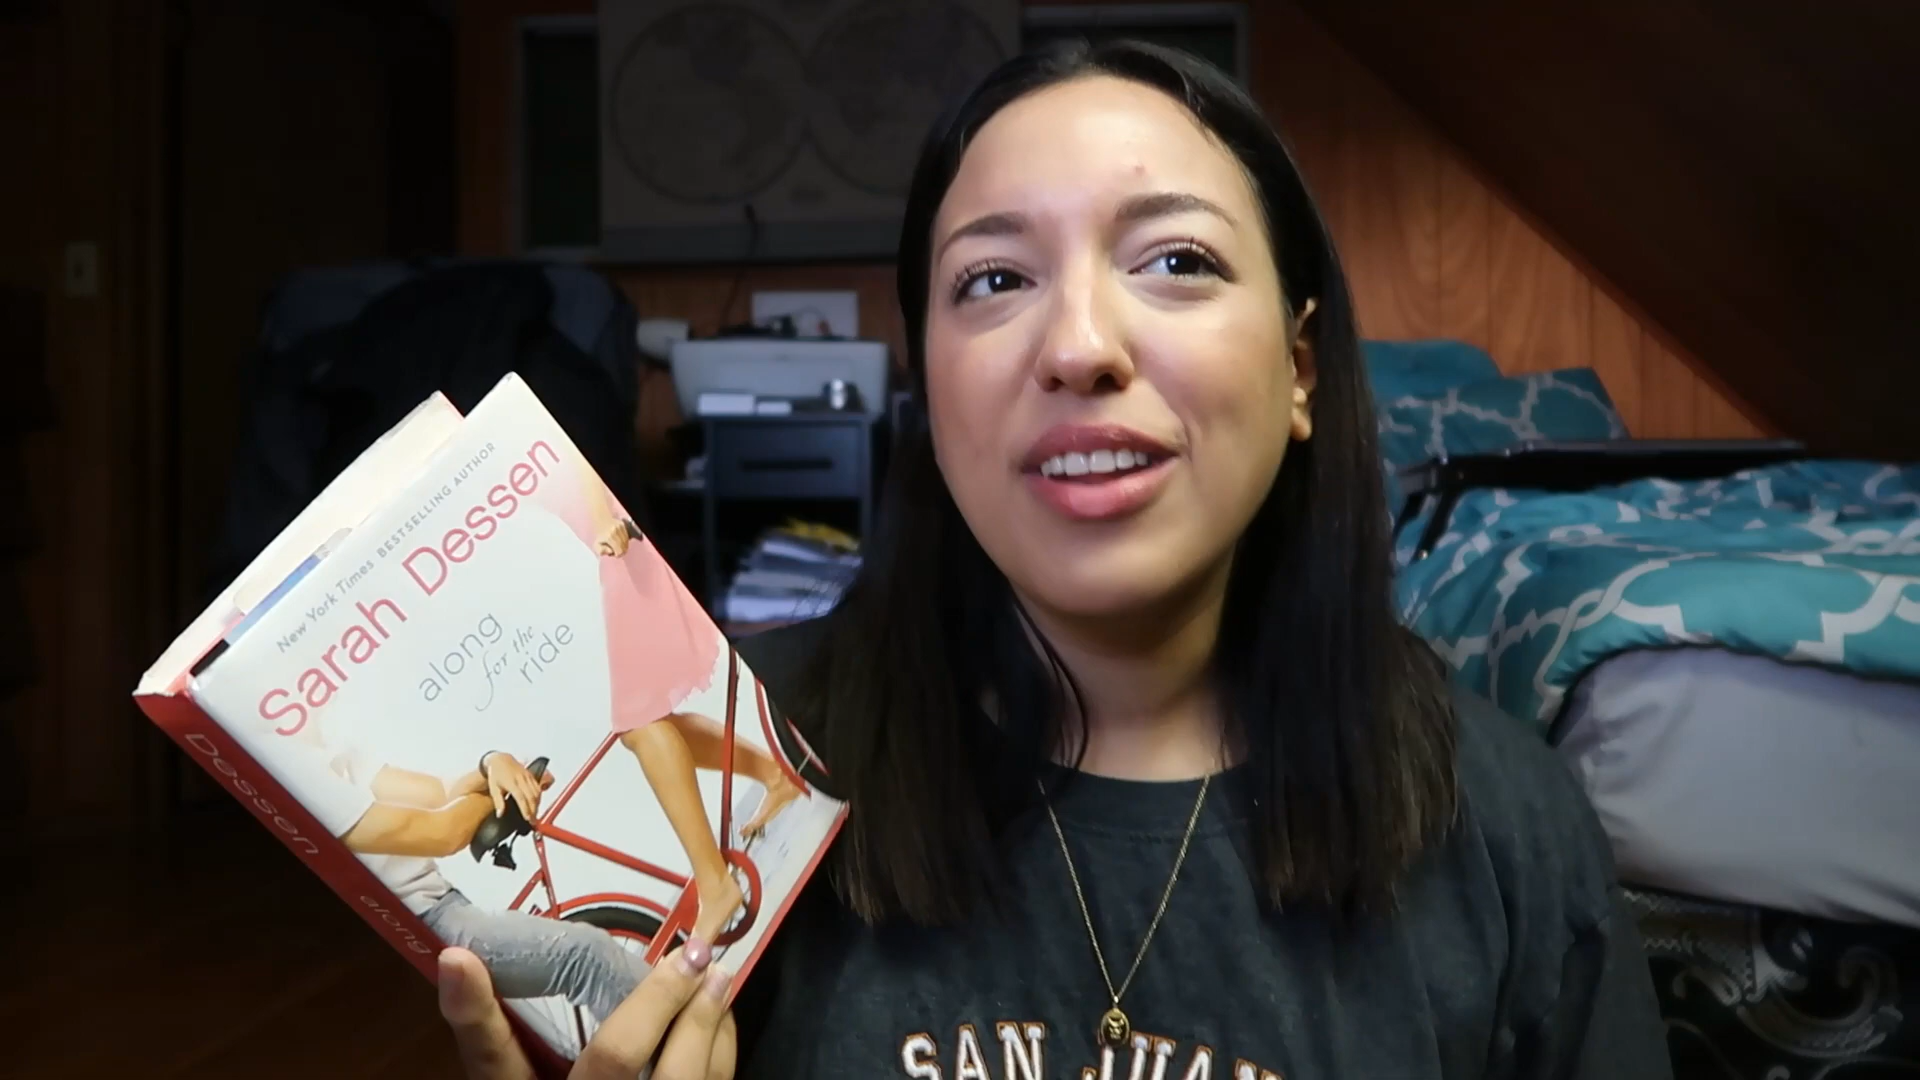 New York Times BESTSELLING AUTHOR
Sarah Dessen
along
for the
ride
Dessen
along
SAN JUAN